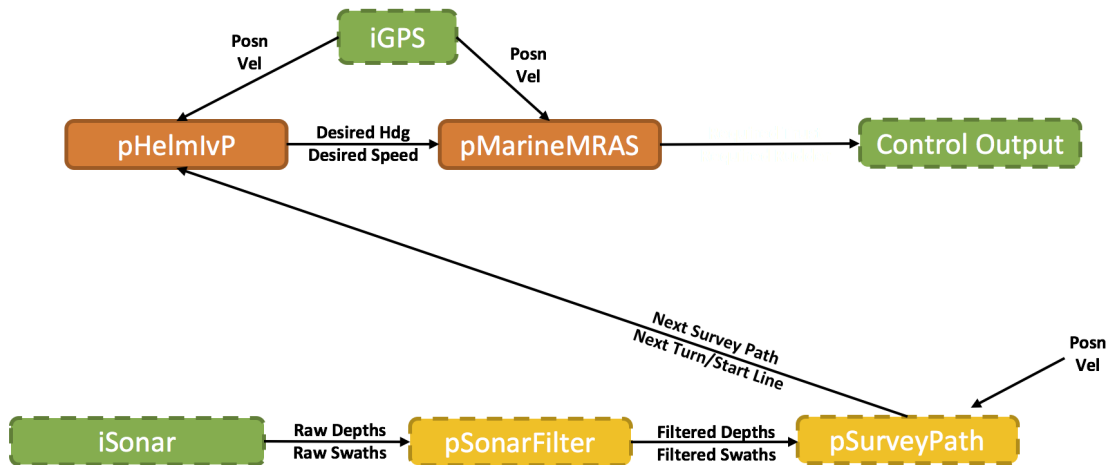 iGPS
Posn
Vel
Posn
Vel
pHelmIvP
Desired Hdg
Desired Speed
pMarineMRAS
Control Output
Next Survey Path
Next Turn/Start Line
Posn
Vel
iSonar
Raw Depths
Raw Swaths
pSonarFilter
Filtered Depths
Filtered Swaths
pSurveyPath